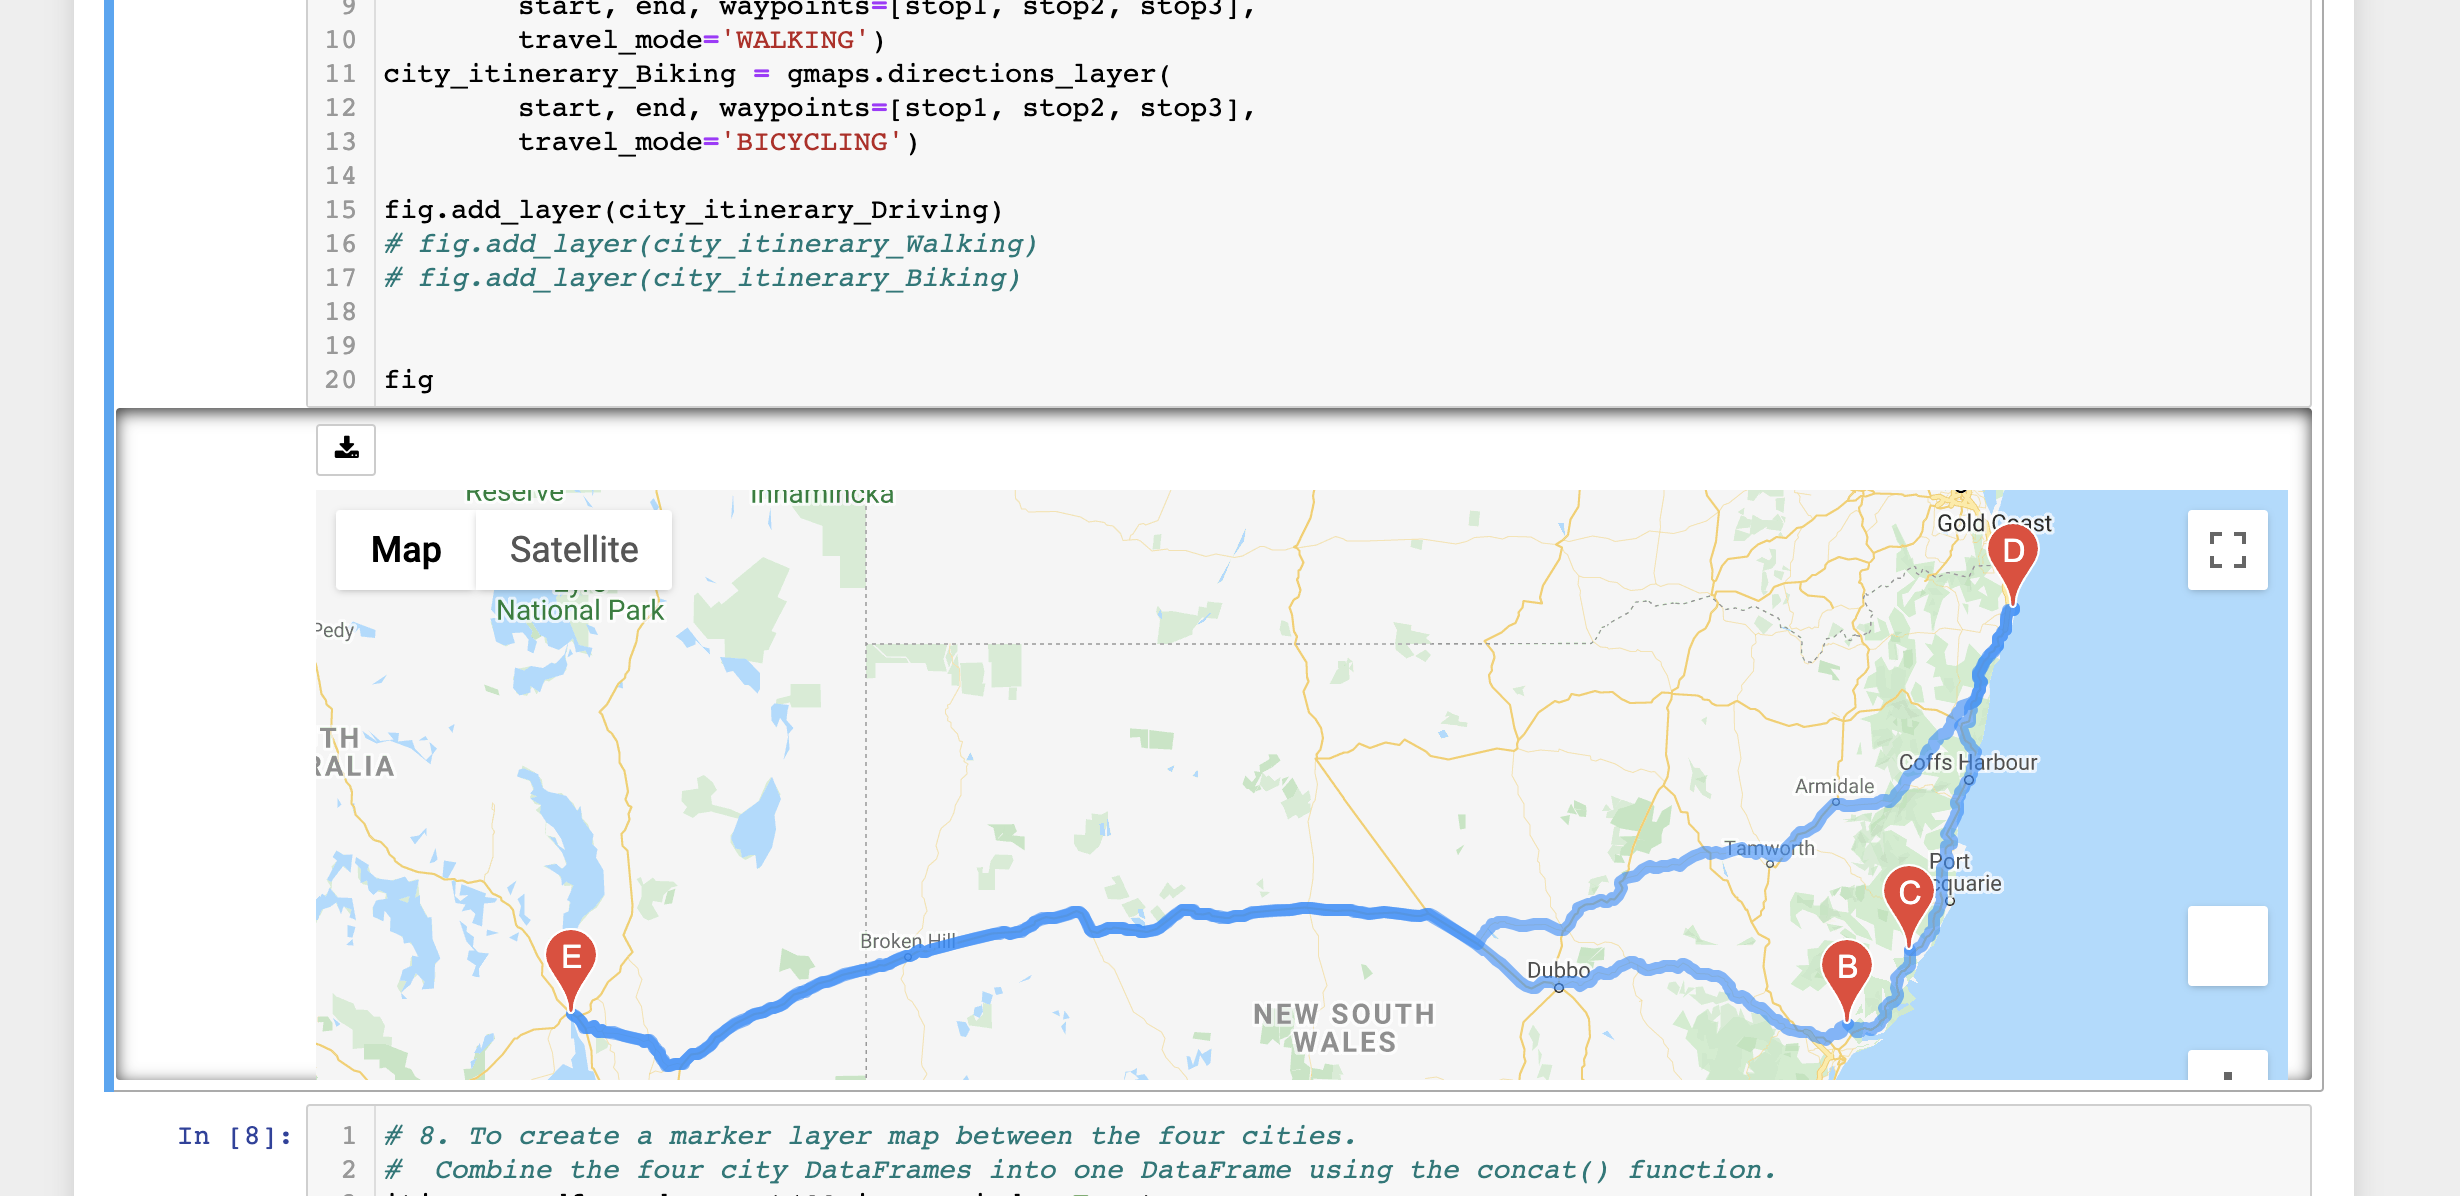 9 start, end, waypoints=[stop1, stop2, stop3],
10 travel_mode='WALKING')
11 city_itinerary_Biking = gmaps.directions_layer(
12 start, end, waypoints=[stop1, stop2, stop3],
13 travel_mode='BICYCLING')
14
15 fig.add_layer(city_itinerary_Driving)
16 # fig.add_layer(city_itinerary_Walking)
17 # fig.add_layer(city_itinerary_Biking)
18
19
20 fig
Reserve
Innamincka
Map
Satellite
Gold Coast
D
National Park
Pedy
TH
RALIA
Coffs Harbour
Armidale
Tamworth
Port
cquarie
C
Broken Hill
E
B
Dubbo
NEW SOUTH
WALES
In [8]:
1 # 8. To create a marker layer map between the four cities.
2 # Combine the four city DataFrames into one DataFrame using the concat() function.